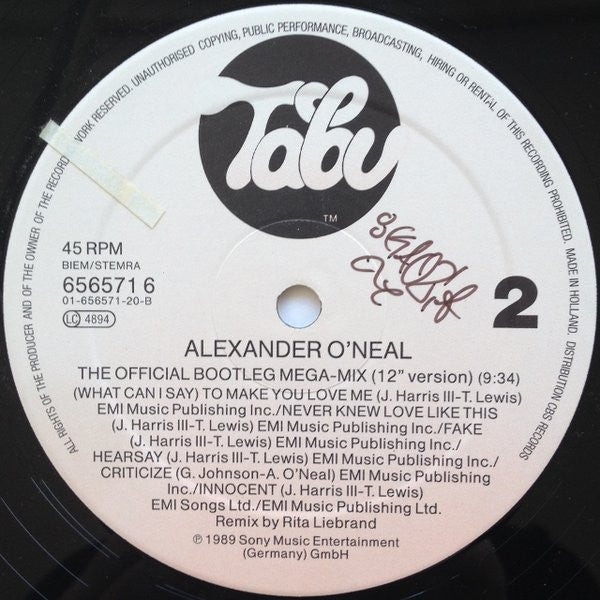 ALL RIGHTS OF THE PRODUCER AND OF THE OWNER OF THE RECORDED WORK RESERVED. UNAUTHORISED COPYING, PUBLIC PERFORMANCE, BROADCASTING, HIRING OR RENTAL OF THIS RECORDING PROHIBITED. MADE IN HOLLAND. DISTRIBUTION CBS RECORDS
Tabu
TM
45 RPM
BIEM/STEMRA
656571 6
01-656571-20-B
LC 4894
2
ALEXANDER O'NEAL
THE OFFICIAL BOOTLEG MEGA-MIX (12" version) (9:34)
(WHAT CAN I SAY) TO MAKE YOU LOVE ME (J. Harris III-T. Lewis)
EMI Music Publishing Inc./NEVER KNEW LOVE LIKE THIS
(J. Harris III-T. Lewis) EMI Music Publishing Inc./FAKE
(J. Harris III-T. Lewis) EMI Music Publishing Inc./
HEARSAY (J. Harris III-T. Lewis) EMI Music Publishing Inc./
CRITICIZE (G. Johnson-A. O'Neal) EMI Music Publishing
Inc./INNOCENT (J. Harris III-T. Lewis)
EMI Songs Ltd./EMI Music Publishing Ltd.
Remix by Rita Liebrand
℗ 1989 Sony Music Entertainment
(Germany) GmbH